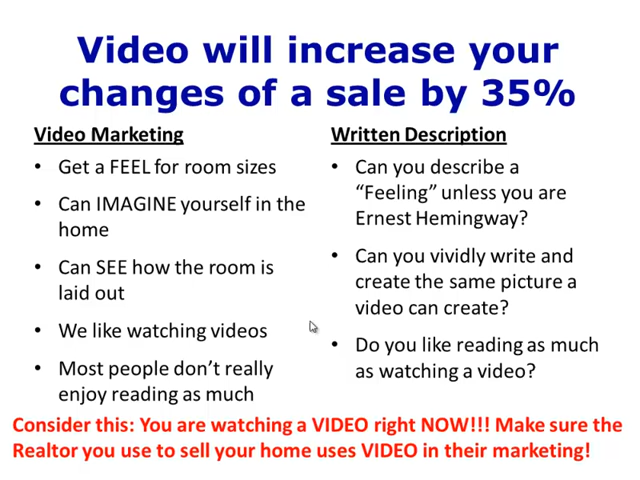 Video will increase your
changes of a sale by 35%
Video Marketing
• Get a FEEL for room sizes
• Can IMAGINE yourself in the
home
• Can SEE how the room is
laid out
• We like watching videos
• Most people don’t really
enjoy reading as much
Written Description
• Can you describe a
“Feeling” unless you are
Ernest Hemingway?
• Can you vividly write and
create the same picture a
video can create?
• Do you like reading as much
as watching a video?
Consider this: You are watching a VIDEO right NOW!!! Make sure the
Realtor you use to sell your home uses VIDEO in their marketing!